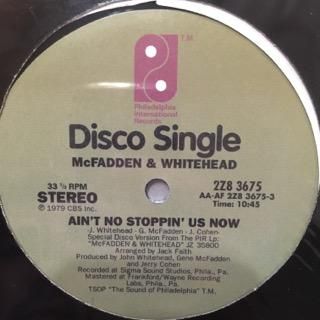 T.M.
Philadelphia
International
Records
Disco Single
McFADDEN & WHITEHEAD
33 ⅓ RPM
STEREO
℗ 1979 CBS Inc.
2Z8 3675
AA-AF 2Z8 3675-3
Time: 10:45
AIN'T NO STOPPIN' US NOW
-J. Whitehead - G. McFadden - J. Cohen-
Special Disco Version From The PIR Lp:
"McFADDEN & WHITEHEAD" JZ 35800
Arranged by Jack Faith
Produced by John Whitehead, Gene McFadden
and Jerry Cohen
Recorded at Sigma Sound Studios, Phila., Pa.
Mastered at Frankford/Wayne Recording
Labs, Phila., Pa.
TSOP "The Sound of Philadelphia" T.M.